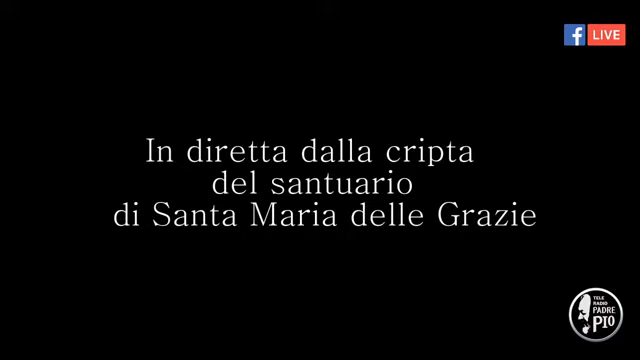 LIVE
In diretta dalla cripta
del santuario
di Santa Maria delle Grazie
TELE
RADIO
PADRE
PIO